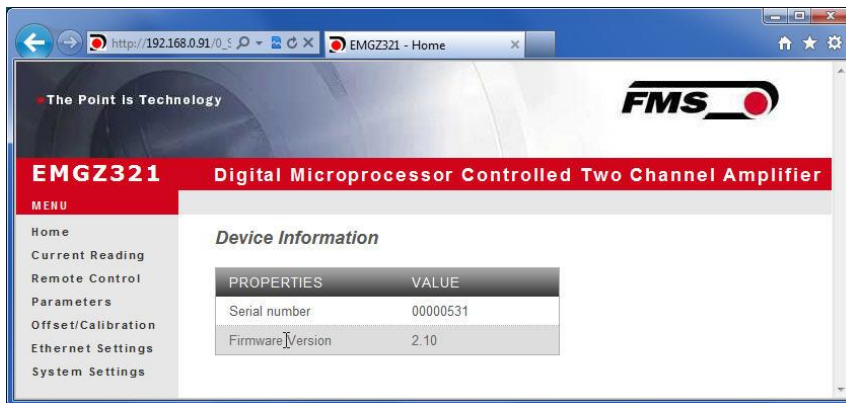 http://192.168.0.91/0_S
EMGZ321 - Home
The Point is Technology
FMS
EMGZ321 Digital Microprocessor Controlled Two Channel Amplifier
MENU
Home
Current Reading
Remote Control
Parameters
Offset/Calibration
Ethernet Settings
System Settings
Device Information
PROPERTIES VALUE
Serial number 00000531
Firmware Version 2.10